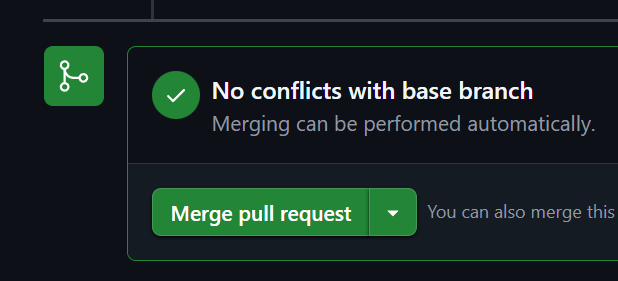 No conflicts with base branch
Merging can be performed automatically.
Merge pull request
You can also merge this